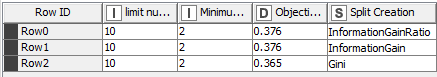 Row ID I limit nu... I Minimu... D Objecti... S Split Creation
Row0 10 2 0.376 InformationGainRatio
Row1 10 2 0.376 InformationGain
Row2 10 2 0.365 Gini